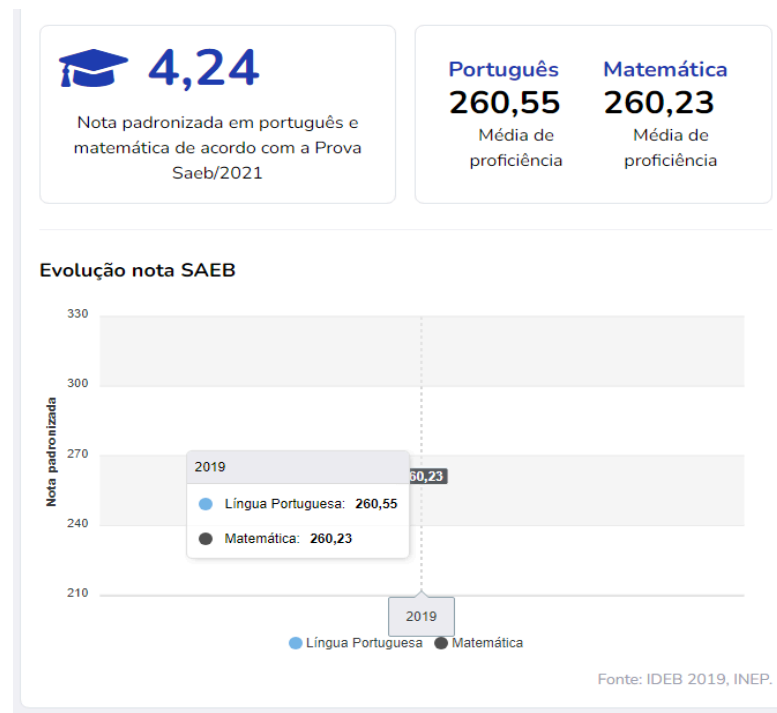 4,24
Nota padronizada em português e
matemática de acordo com a Prova
Saeb/2021
Português
260,55
Média de
proficiência
Matemática
260,23
Média de
proficiência
Evolução nota SAEB
Nota padronizada
330
300
270
240
210
2019
Língua Portuguesa: 260,55
Matemática: 260,23
60,23
2019
Língua Portuguesa
Matemática
Fonte: IDEB 2019, INEP.